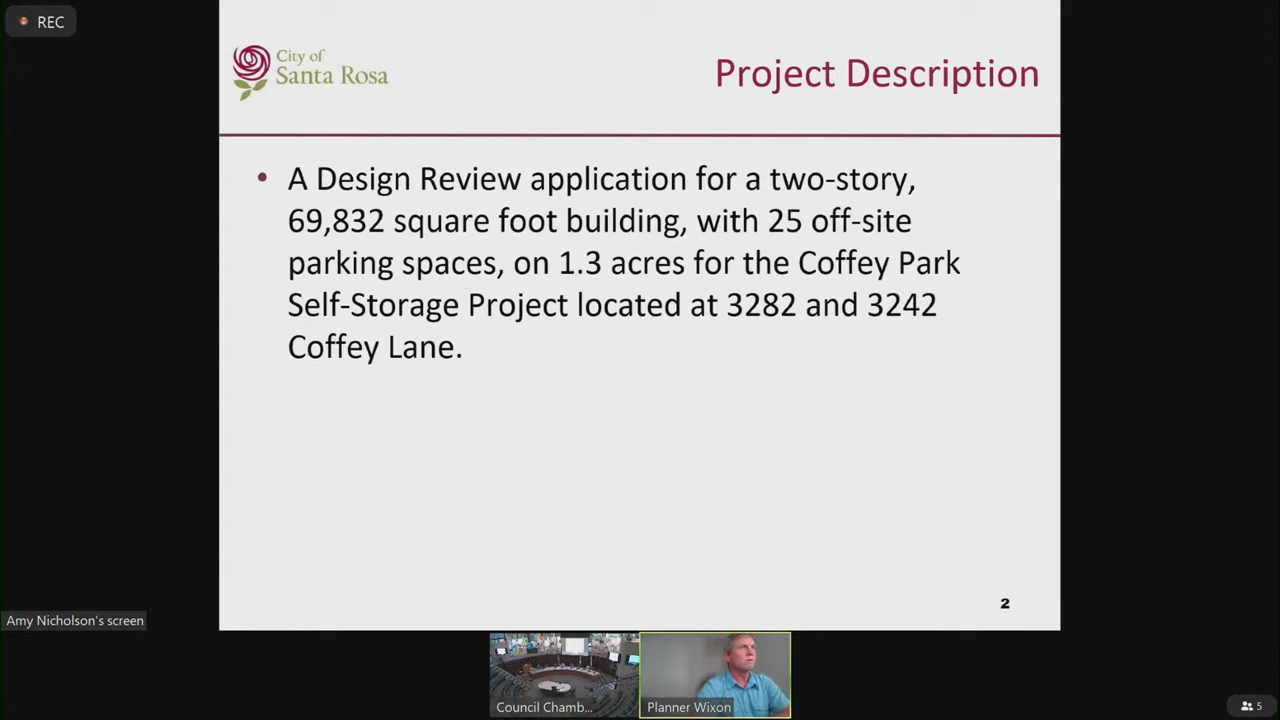 REC
City of
Santa Rosa
Project Description
• A Design Review application for a two-story,
69,832 square foot building, with 25 off-site
parking spaces, on 1.3 acres for the Coffey Park
Self-Storage Project located at 3282 and 3242
Coffey Lane.
2
Amy Nicholson's screen
Council Chamb...
Planner Wixon
5